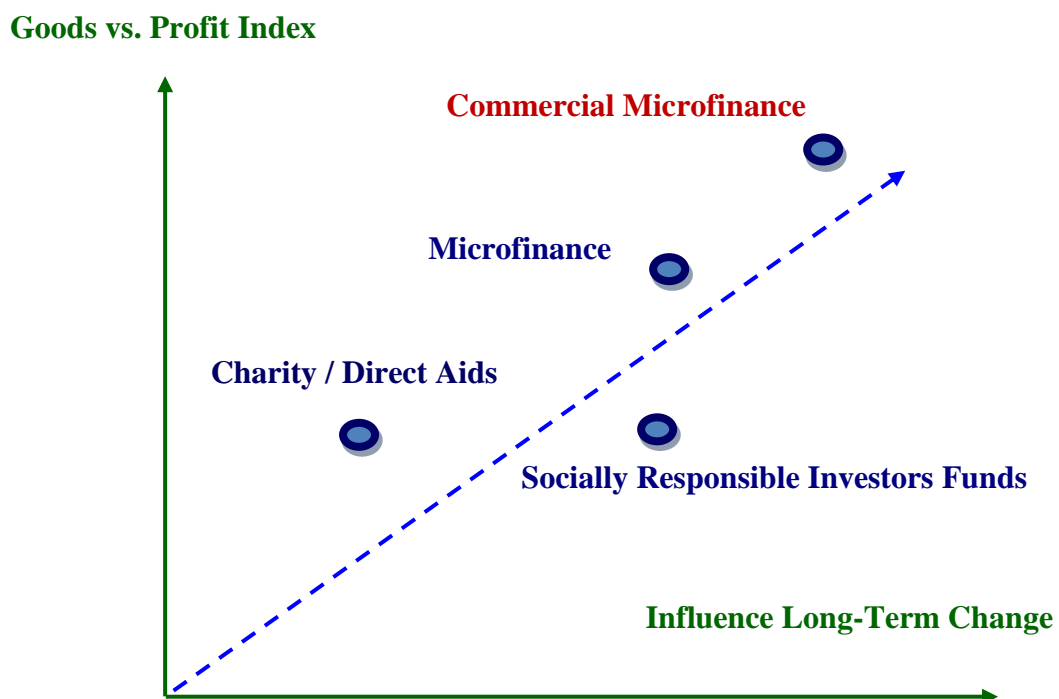 Goods vs. Profit Index
Commercial Microfinance
Microfinance
Charity / Direct Aids
Socially Responsible Investors Funds
Influence Long-Term Change